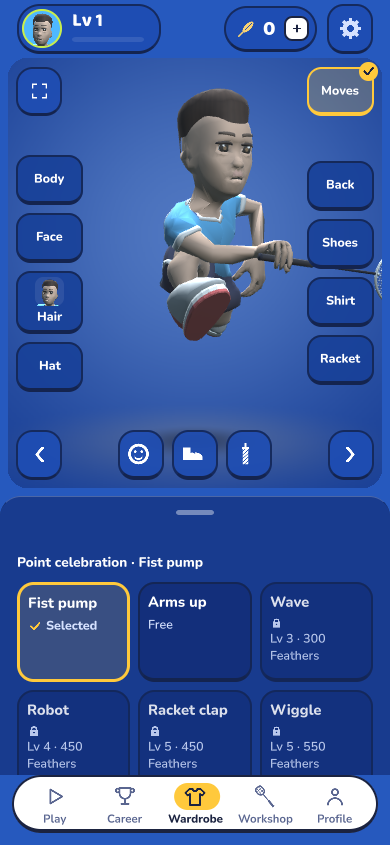 Lv 1
0
+
Moves
Body
Back
Face
Shoes
Hair
Shirt
Hat
Racket
Point celebration · Fist pump
Fist pump
Selected
Arms up
Free
Wave
Lv 3 · 300
Feathers
Robot
Lv 4 · 450
Feathers
Racket clap
Lv 5 · 450
Feathers
Wiggle
Lv 5 · 550
Feathers
Play
Career
Wardrobe
Workshop
Profile